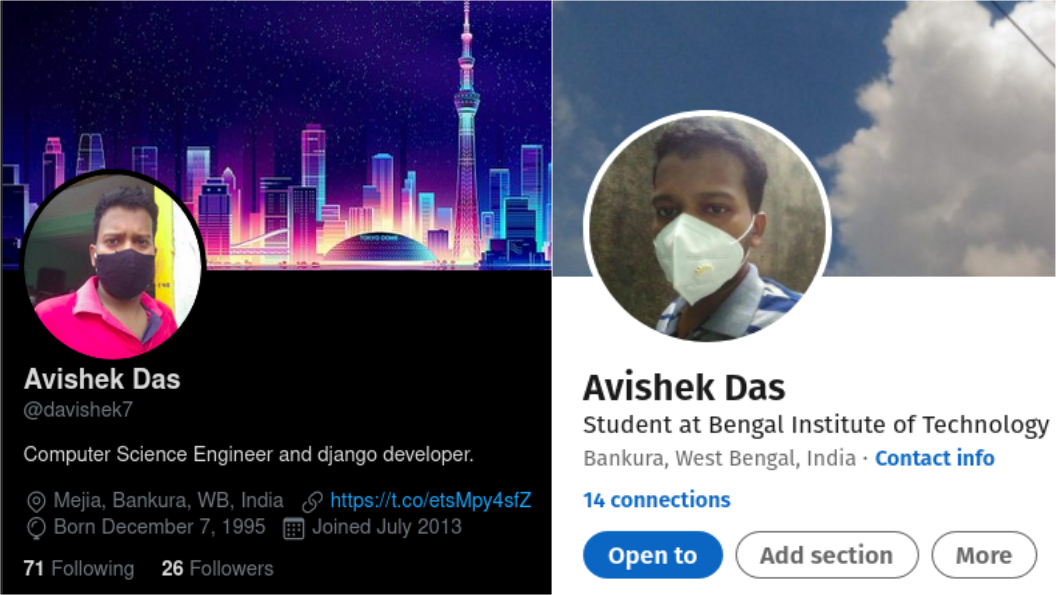 TOKYO DOME
Avishek Das
@davishek7
Computer Science Engineer and django developer.
Mejia, Bankura, WB, India https://t.co/etsMpy4sfZ
Born December 7, 1995 Joined July 2013
71 Following 26 Followers
Avishek Das
Student at Bengal Institute of Technology
Bankura, West Bengal, India · Contact info
14 connections
Open to Add section More